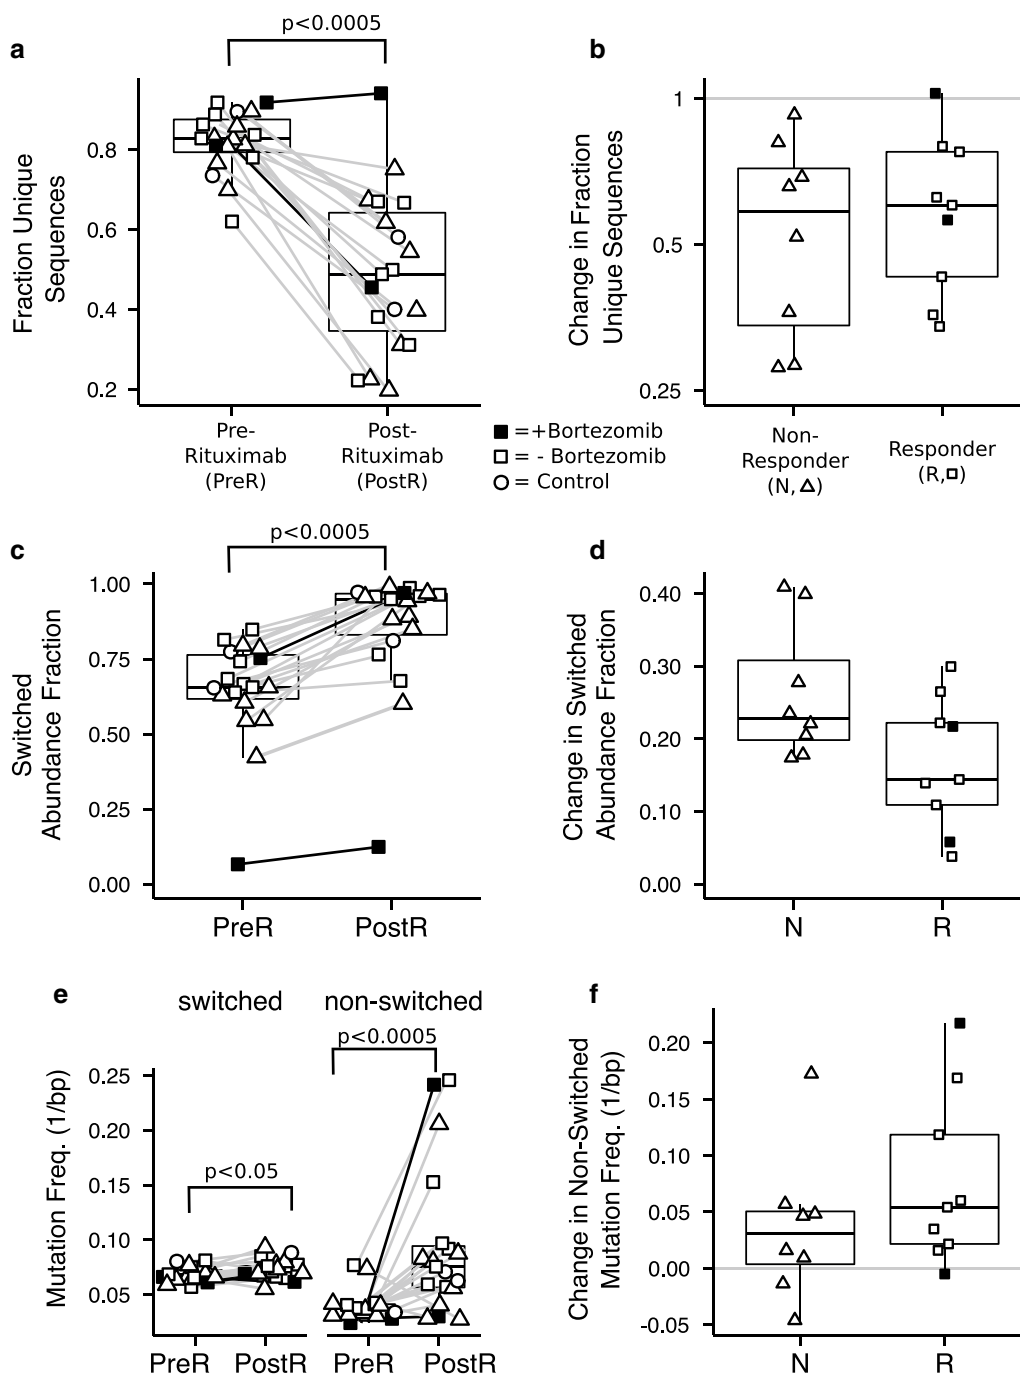 a
p<0.0005
Fraction Unique
Sequences
0.8
0.6
0.4
0.2
Pre-
Rituximab
(PreR)
Post-
Rituximab
(PostR)
=+Bortezomib
= - Bortezomib
= Control
b
Change in Fraction
Unique Sequences
1
0.5
0.25
Non-
Responder
(N, △)
Responder
(R,□)
c
p<0.0005
Switched
Abundance Fraction
1.00
0.75
0.50
0.25
0.00
PreR
PostR
d
Change in Switched
Abundance Fraction
0.40
0.30
0.20
0.10
0.00
N
R
e
switched
non-switched
p<0.0005
p<0.05
Mutation Freq. (1/bp)
0.25
0.20
0.15
0.10
0.05
PreR
PostR
PreR
PostR
f
Change in Non-Switched
Mutation Freq. (1/bp)
0.20
0.15
0.10
0.05
0.00
-0.05
N
R